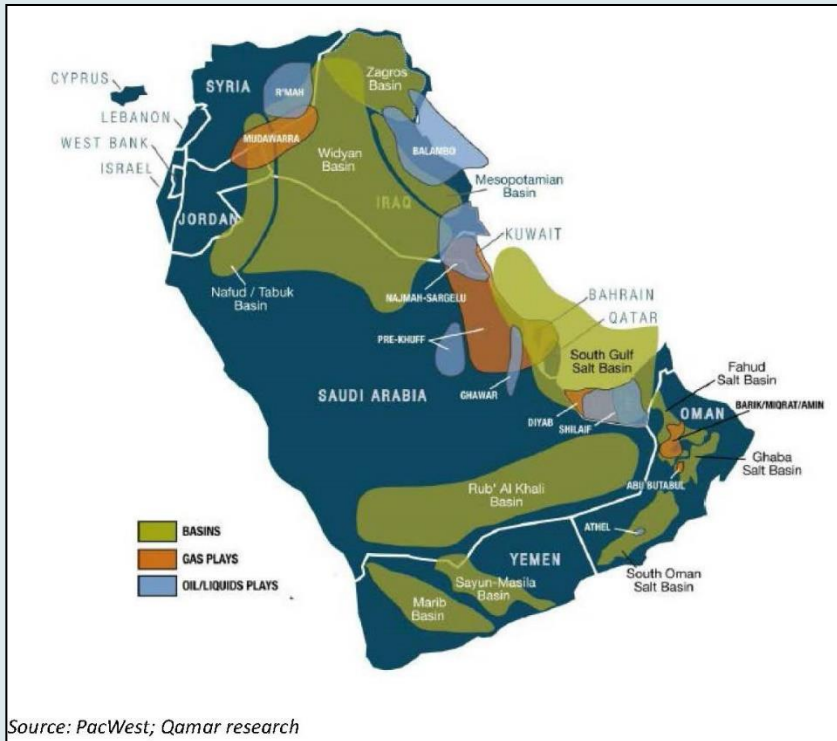 CYPRUS
SYRIA
R'MAH
Zagros
Basin
LEBANON
WEST BANK
ISRAEL
MUDAWARRA
Widyan
Basin
BALANBO
Mesopotamian
Basin
IRAQ
JORDAN
KUWAIT
Nafud / Tabuk
Basin
NAJMAH-SARGELU
BAHRAIN
QATAR
PRE-KHUFF
South Gulf
Salt Basin
Fahud
Salt Basin
SAUDI ARABIA
GHAWAR
OMAN
BARIK/MIQRAT/AMIN
DIYAB
SHILAIF
Ghaba
Salt Basin
ABU BUTABUL
Rub' Al Khali
Basin
BASINS
GAS PLAYS
OIL/LIQUIDS PLAYS
ATHEL
YEMEN
Sayun-Masila
Basin
South Oman
Salt Basin
Marib
Basin
Source: PacWest; Qamar research